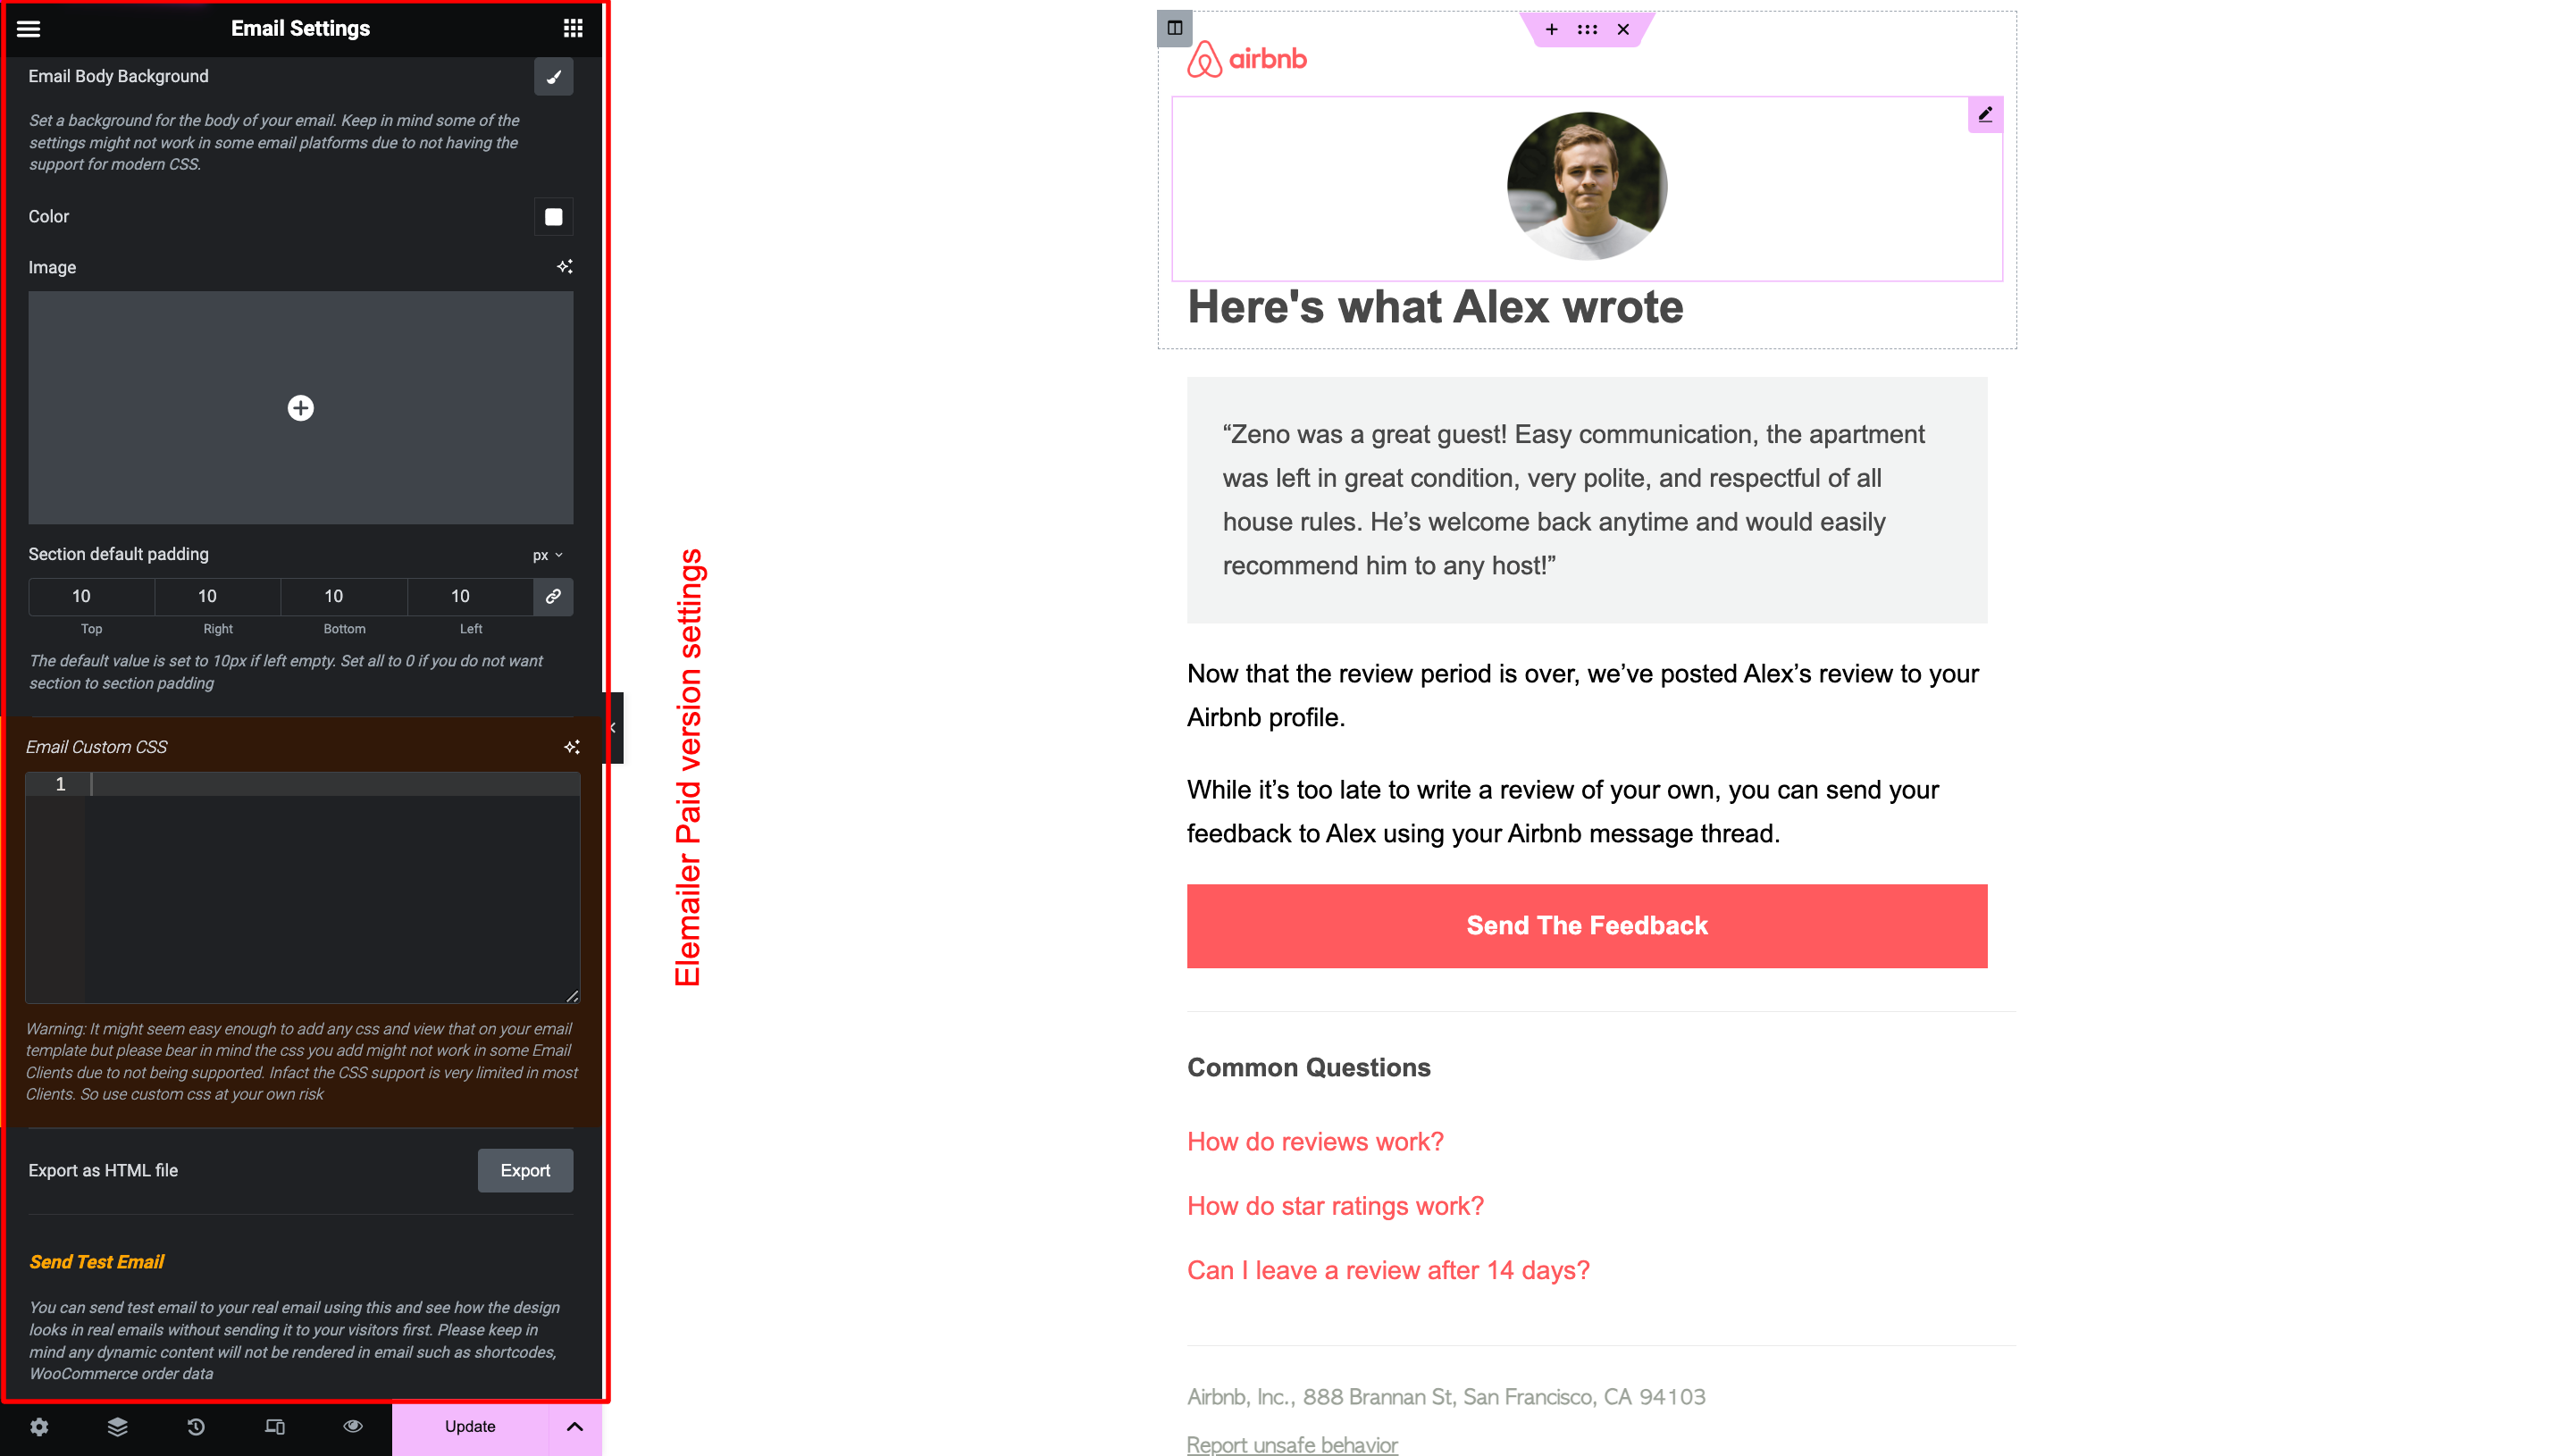 Email Settings
Email Body Background
Set a background for the body of your email. Keep in mind some of the
settings might not work in some email platforms due to not having the
support for modern CSS.
Color
Image
Section default padding
px
10 10 10 10
Top Right Bottom Left
The default value is set to 10px if left empty. Set all to 0 if you do not want
section to section padding
Email Custom CSS
1
Warning: It might seem easy enough to add any css and view that on your email
template but please bear in mind the css you add might not work in some Email
Clients due to not being supported. Infact the CSS support is very limited in most
Clients. So use custom css at your own risk
Export as HTML file
Export
Send Test Email
You can send test email to your real email using this and see how the design
looks in real emails without sending it to your visitors first. Please keep in
mind any dynamic content will not be rendered in email such as shortcodes,
WooCommerce order data
Update
Elemailer Paid version settings
airbnb
Here's what Alex wrote
“Zeno was a great guest! Easy communication, the apartment
was left in great condition, very polite, and respectful of all
house rules. He’s welcome back anytime and would easily
recommend him to any host!”
Now that the review period is over, we’ve posted Alex’s review to your
Airbnb profile.
While it’s too late to write a review of your own, you can send your
feedback to Alex using your Airbnb message thread.
Send The Feedback
Common Questions
How do reviews work?
How do star ratings work?
Can I leave a review after 14 days?
Airbnb, Inc., 888 Brannan St, San Francisco, CA 94103
Report unsafe behavior